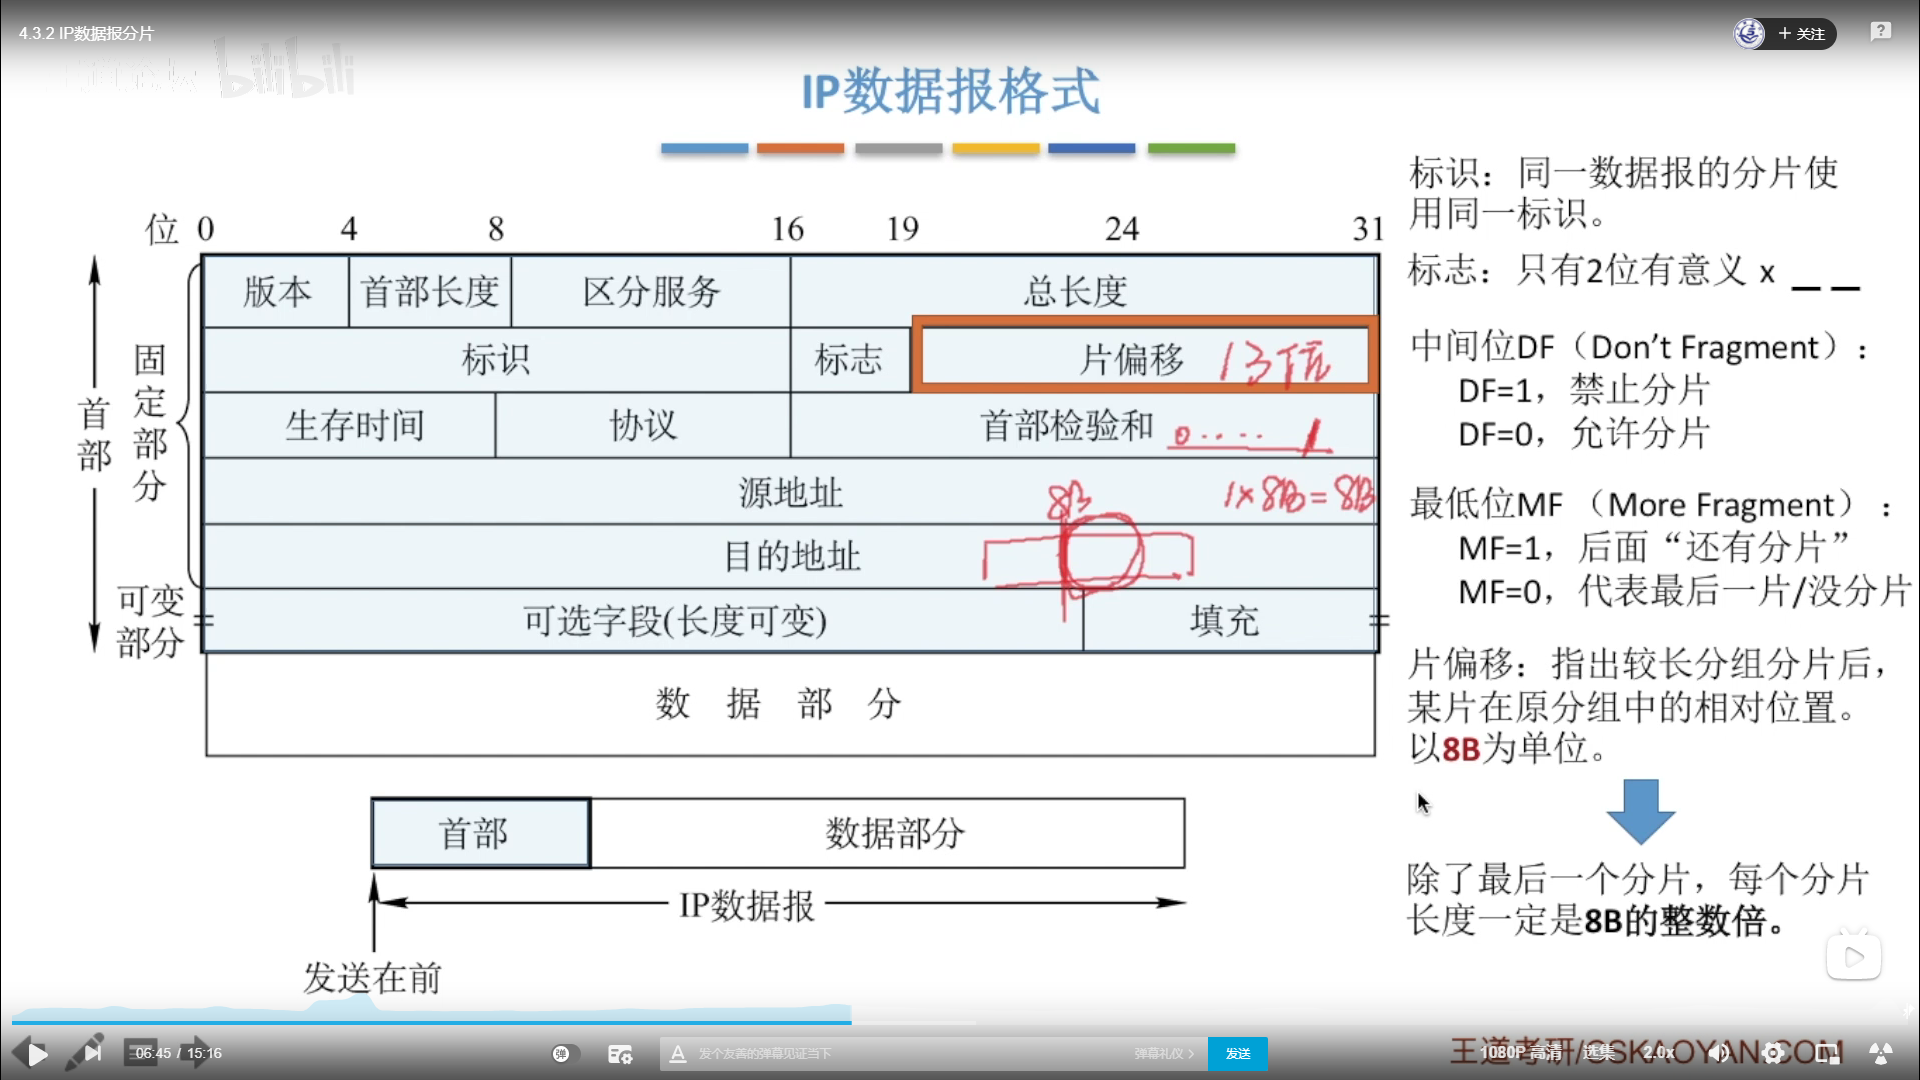 4.3.2 IP数据报分片
+ 关注
bilibili
IP数据报格式
位 0 4 8 16 19 24 31
版本 首部长度 区分服务 总长度
标识 标志 片偏移 13位
生存时间 协议 首部检验和 0····1
源地址 8B 1×8B=8B
目的地址
可选字段(长度可变) 填充
数 据 部 分
首部
固定部分
可变
部分
首部 数据部分
IP数据报
发送在前
标识：同一数据报的分片使
用同一标识。
标志：只有2位有意义 x _ _
中间位DF（Don't Fragment）：
DF=1，禁止分片
DF=0，允许分片
最低位MF （More Fragment）：
MF=1，后面“还有分片”
MF=0，代表最后一片/没分片
片偏移：指出较长分组分片后，
某片在原分组中的相对位置。
以8B为单位。
除了最后一个分片，每个分片
长度一定是8B的整数倍。
06:45 / 15:16
弹
发个友善的弹幕见证当下
弹幕礼仪 >
发送
王道考研/CSKAOYAN.COM
1080P 高清 选集 2.0x